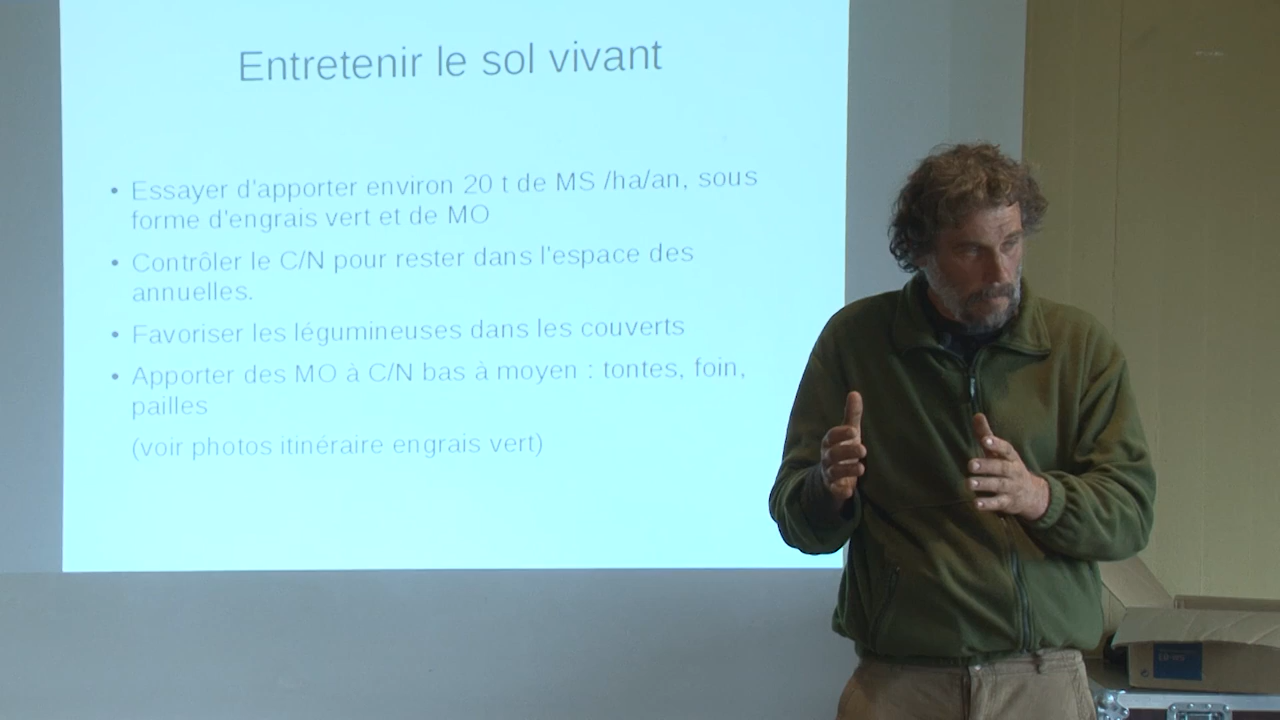 Entretenir le sol vivant
• Essayer d'apporter environ 20 t de MS /ha/an, sous
forme d'engrais vert et de MO
• Contrôler le C/N pour rester dans l'espace des
annuelles.
• Favoriser les légumineuses dans les couverts
• Apporter des MO à C/N bas à moyen : tontes, foin,
pailles
(voir photos itinéraire engrais vert)